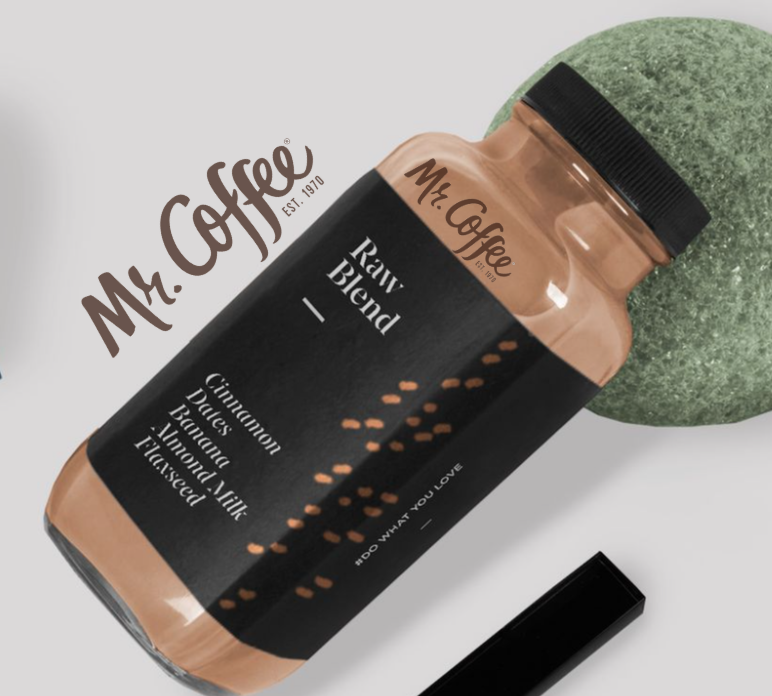 Mr. Coffee®
EST. 1970
Mr. Coffee
EST. 1970
Raw
Blend
Cinnamon
Dates
Banana
Almond Milk
Flaxseed
#DO WHAT YOU LOVE